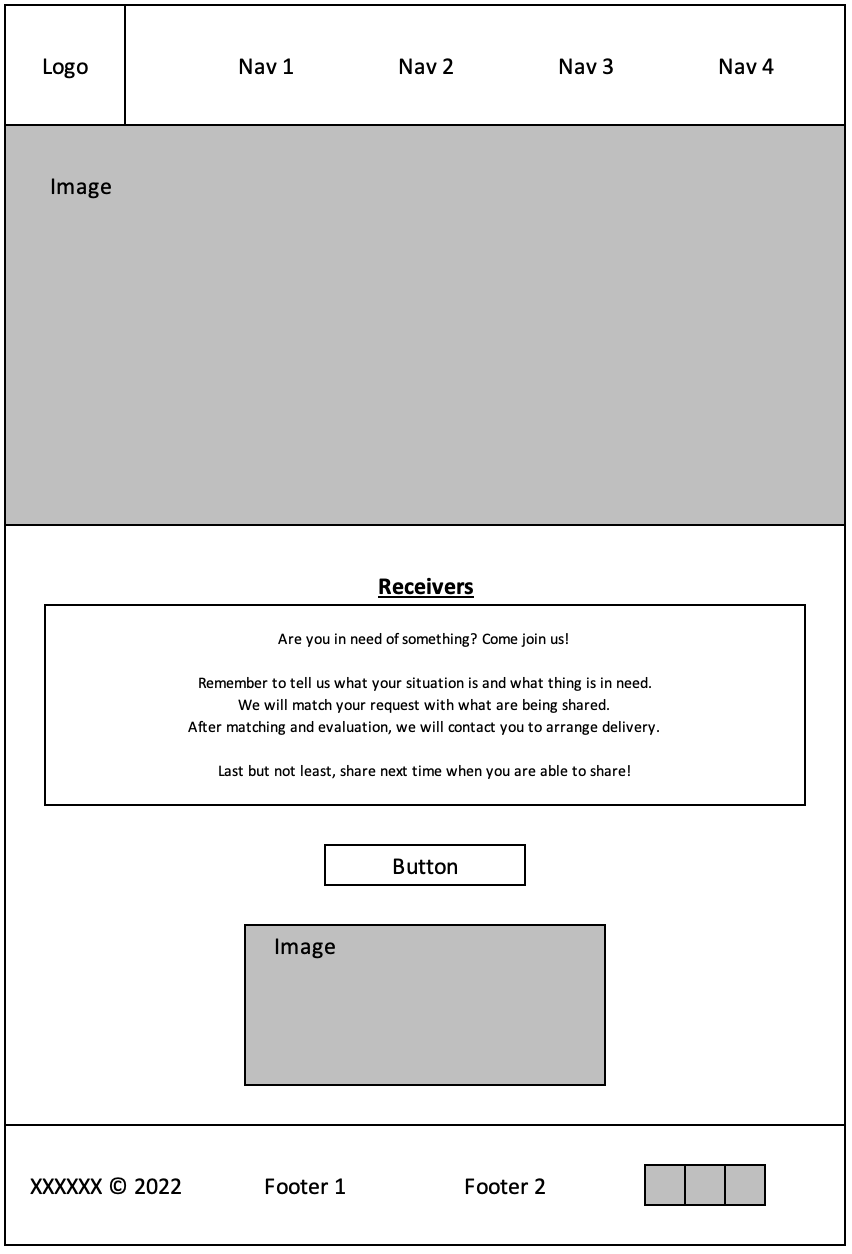 Logo
Nav 1
Nav 2
Nav 3
Nav 4
Image
Receivers
Are you in need of something? Come join us!
Remember to tell us what your situation is and what thing is in need.
We will match your request with what are being shared.
After matching and evaluation, we will contact you to arrange delivery.
Last but not least, share next time when you are able to share!
Button
Image
XXXXXX © 2022
Footer 1
Footer 2